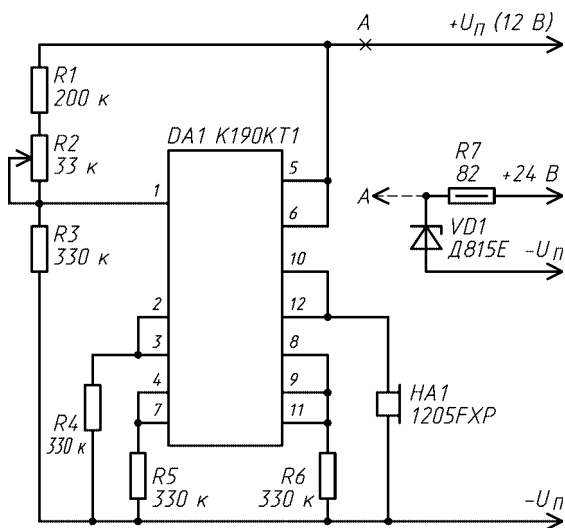 A
+Uп (12 В)
R1
200 к
R2
33 к
DA1 К190КТ1
1
5
6
R7
82
+24 В
A
VD1
Д815Е
−Uп
R3
330 к
10
12
2
3
8
4
9
7
11
R4
330 к
HA1
1205FXP
R5
330 к
R6
330 к
−Uп